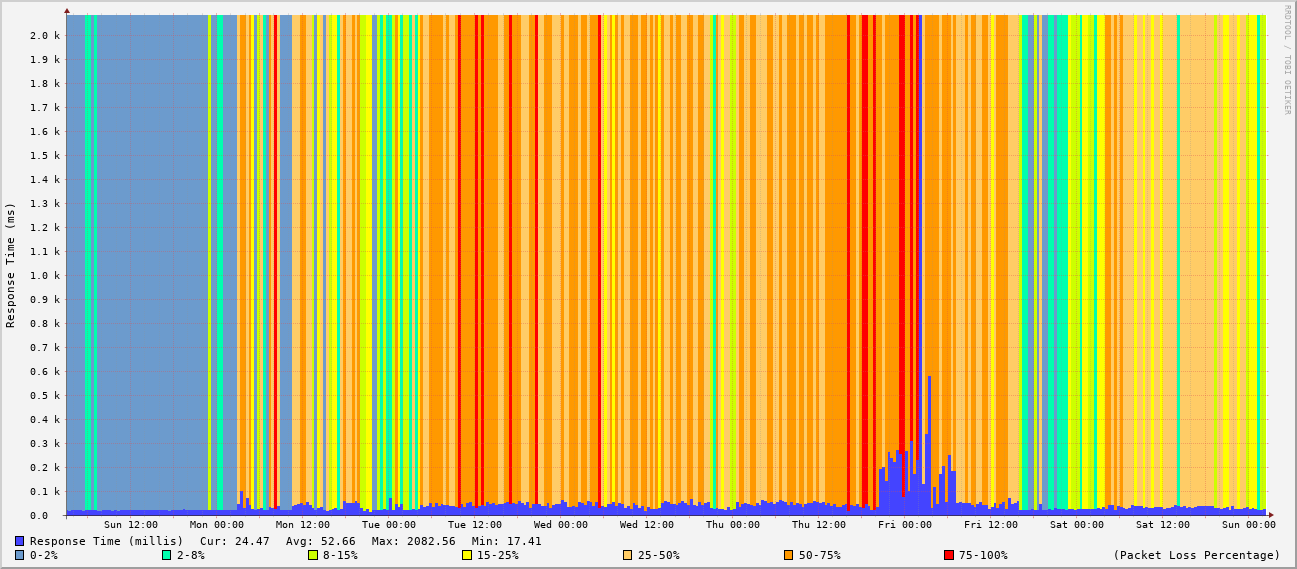 RRDTOOL / TOBI OETIKER
Response Time (ms)
2.0 k
1.9 k
1.8 k
1.7 k
1.6 k
1.5 k
1.4 k
1.3 k
1.2 k
1.1 k
1.0 k
0.9 k
0.8 k
0.7 k
0.6 k
0.5 k
0.4 k
0.3 k
0.2 k
0.1 k
0.0
Sun 12:00 Mon 00:00 Mon 12:00 Tue 00:00 Tue 12:00 Wed 00:00 Wed 12:00 Thu 00:00 Thu 12:00 Fri 00:00 Fri 12:00 Sat 00:00 Sat 12:00 Sun 00:00
Response Time (millis) Cur: 24.47 Avg: 52.66 Max: 2082.56 Min: 17.41
0-2% 2-8% 8-15% 15-25% 25-50% 50-75% 75-100% (Packet Loss Percentage)